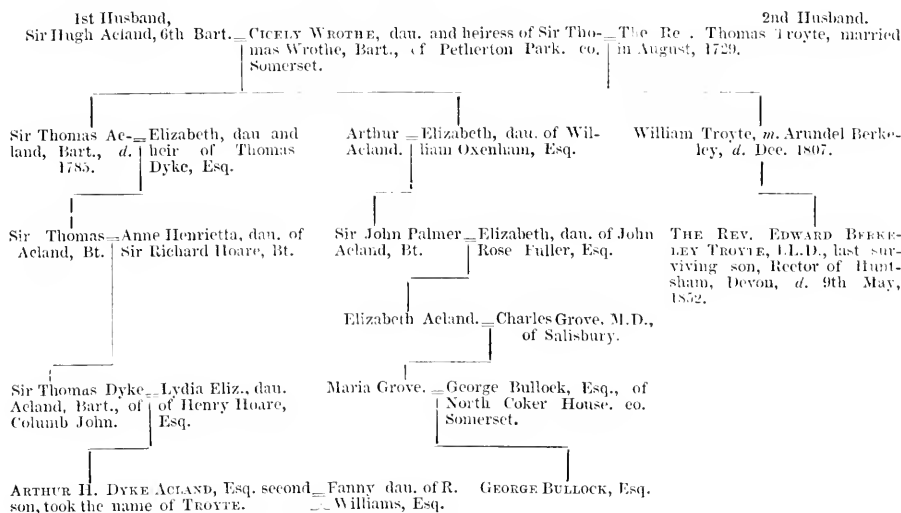 1st Husband,
2nd Husband.
Sir Hugh Acland, 6th Bart. = CICELY WROTHE, dau. and heiress of Sir Tho- = The Re . Thomas Troyte, married
mas Wrothe, Bart., of Petherton Park. co.
in August, 1729.
Somerset.
Sir Thomas Ac- = Elizabeth, dau and
land, Bart., d. heir of Thomas
1785. Dyke, Esq.
Arthur = Elizabeth, dau. of Wil-
Acland. liam Oxenham, Esq.
William Troyte, m. Arundel Berke-
ley, d. Dec. 1807.
Sir Thomas = Anne Henrietta, dau. of
Acland, Bt. Sir Richard Hoare, Bt.
Sir John Palmer = Elizabeth, dau. of John
Acland, Bt. Rose Fuller, Esq.
THE REV. EDWARD BERKE-
LEY TROYTE, LL.D., last sur-
viving son, Rector of Hunt-
sham, Devon, d. 9th May,
1852.
Elizabeth Acland. = Charles Grove, M.D.,
of Salisbury.
Sir Thomas Dyke = Lydia Eliz., dau.
Acland, Bart., of of Henry Hoare,
Columb John. Esq.
Maria Grove. = George Bullock, Esq., of
North Coker House. co.
Somerset.
ARTHUR H. DYKE ACLAND, Esq. second = Fanny dau. of R.
son, took the name of TROYTE. Williams, Esq.
GEORGE BULLOCK, Esq.